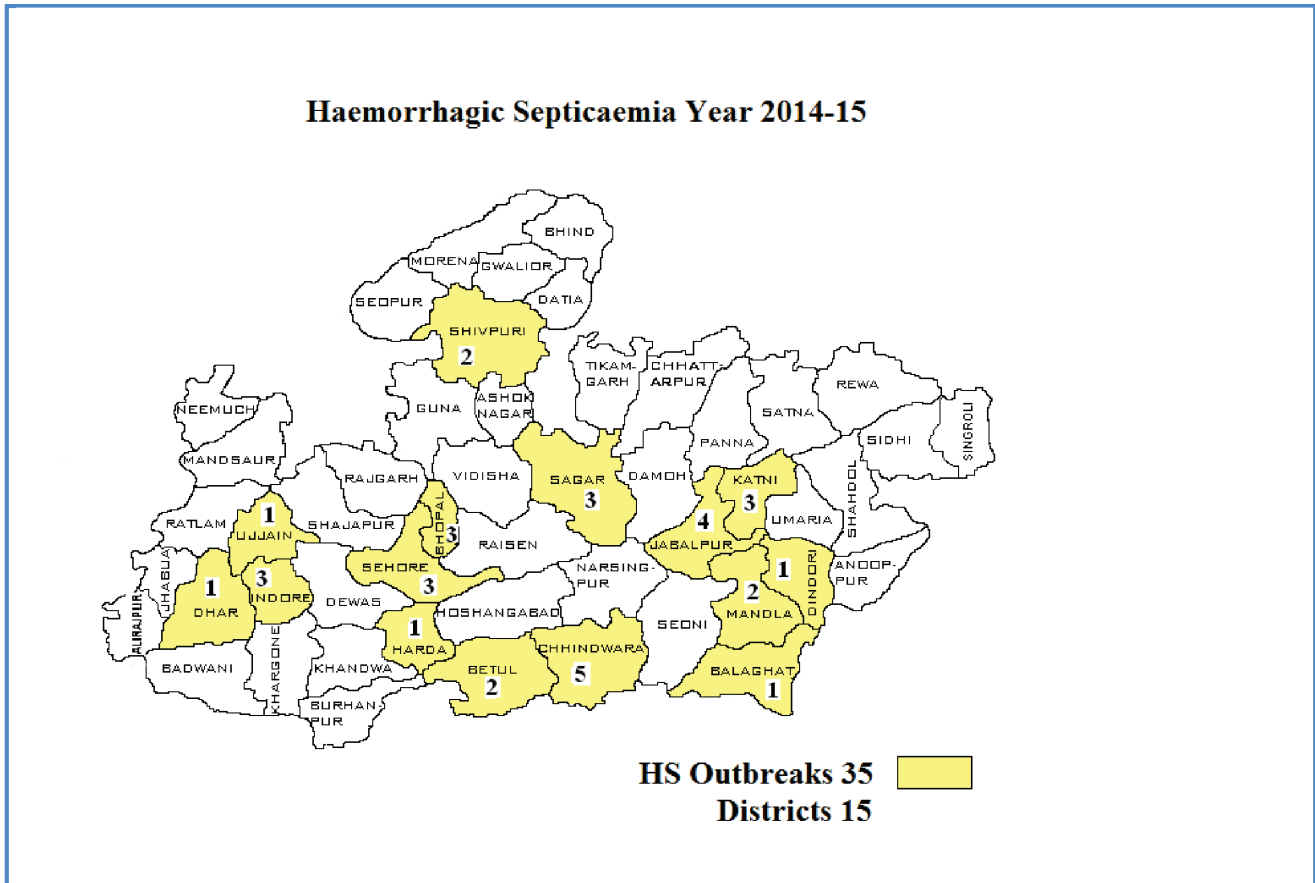 Haemorrhagic Septicaemia Year 2014-15
BHIND
MORENA
GWALIOR
SEOPUR
DATIA
SHIVPURI
2
TIKAM-
GARH
CHHATT-
ARPUR
REWA
NEEMUCH
GUNA
ASHOK
NAGAR
SATNA
SINGROLI
SIDHI
PANNA
MANDSAUR
RAJGARH
VIDISHA
SAGAR
3
DAMOH
KATNI
3
SHAHDOL
RATLAM
1
UJJAIN
SHAJAPUR
BHOPAL
3
RAISEN
4
JABALPUR
UMARIA
JHABUA
1
DHAR
3
INDORE
SEHORE
3
NARSING-
PUR
1
DINDORI
ANOOP-
PUR
ALIRAJPUR
DEWAS
HOSHANGABAD
2
MANDLA
1
HARDA
SEONI
BADWANI
KHARGONE
KHANDWA
BETUL
2
CHHINDWARA
5
BALAGHAT
1
BURHAN-
PUR
HS Outbreaks 35
Districts 15